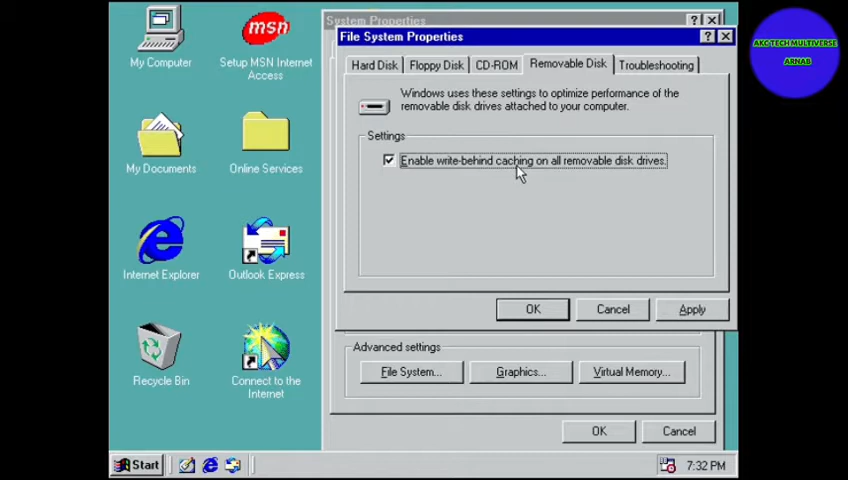 System Properties
File System Properties
Hard Disk
Floppy Disk
CD-ROM
Removable Disk
Troubleshooting
Windows uses these settings to optimize performance of the
removable disk drives attached to your computer.
Settings
Enable write-behind caching on all removable disk drives.
OK
Cancel
Apply
Advanced settings
File System...
Graphics...
Virtual Memory...
OK
Cancel
My Computer
msn
Setup MSN Internet
Access
My Documents
Online Services
Internet Explorer
Outlook Express
Recycle Bin
Connect to the
Internet
Start
7:32 PM
AKC TECH MULTIVERSE
ARNAB